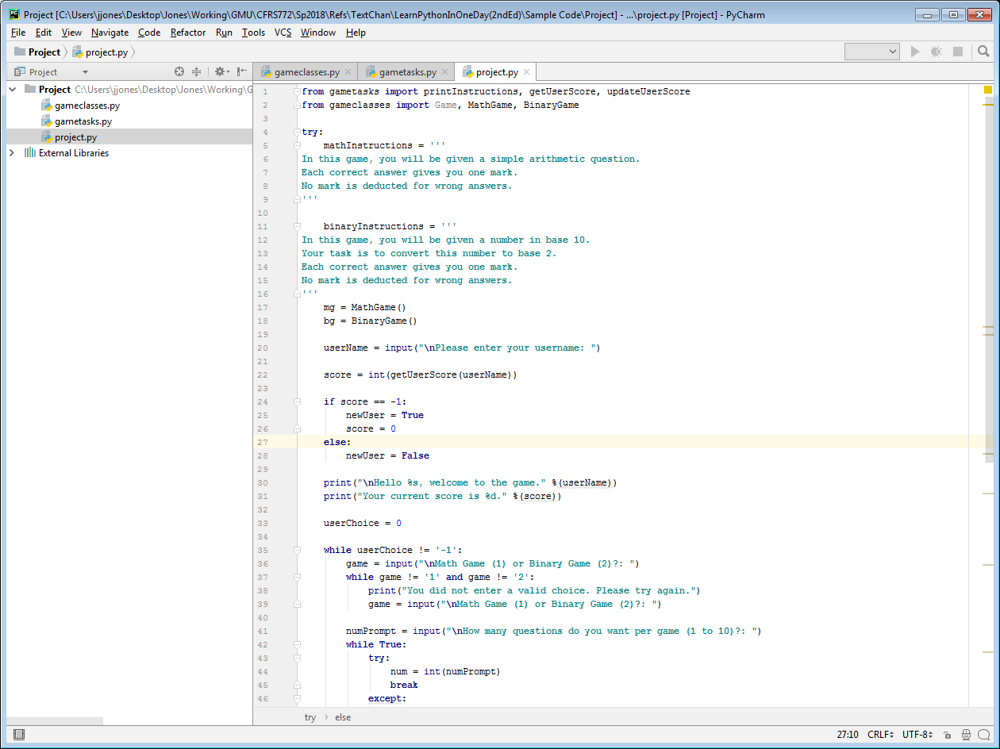 Project [C:\Users\jjones\Desktop\Jones\Working\GMU\CFRS772\Sp2018\Refs\TextChan\LearnPythonInOneDay(2ndEd)\Sample Code\Project] - ...\project.py [Project] - PyCharm
File Edit View Navigate Code Refactor Run Tools VCS Window Help
Project project.py
Project
gameclasses.py gametasks.py project.py
Project C:\Users\jjones\Desktop\Jones\Working\G
gameclasses.py
gametasks.py
project.py
External Libraries
1 from gametasks import printInstructions, getUserScore, updateUserScore
2 from gameclasses import Game, MathGame, BinaryGame
3
4 try:
5     mathInstructions = '''
6 In this game, you will be given a simple arithmetic question.
7 Each correct answer gives you one mark.
8 No mark is deducted for wrong answers.
9 '''
10
11     binaryInstructions = '''
12 In this game, you will be given a number in base 10.
13 Your task is to convert this number to base 2.
14 Each correct answer gives you one mark.
15 No mark is deducted for wrong answers.
16 '''
17     mg = MathGame()
18     bg = BinaryGame()
19
20     userName = input("\nPlease enter your username: ")
21
22     score = int(getUserScore(userName))
23
24     if score == -1:
25         newUser = True
26         score = 0
27     else:
28         newUser = False
29
30     print("\nHello %s, welcome to the game." %(userName))
31     print("Your current score is %d." %(score))
32
33     userChoice = 0
34
35     while userChoice != '-1':
36         game = input("\nMath Game (1) or Binary Game (2)?: ")
37         while game != '1' and game != '2':
38             print("You did not enter a valid choice. Please try again.")
39             game = input("\nMath Game (1) or Binary Game (2)?: ")
40
41         numPrompt = input("\nHow many questions do you want per game (1 to 10)?: ")
42         while True:
43             try:
44                 num = int(numPrompt)
45                 break
46             except:
try › else
27:10 CRLF UTF-8